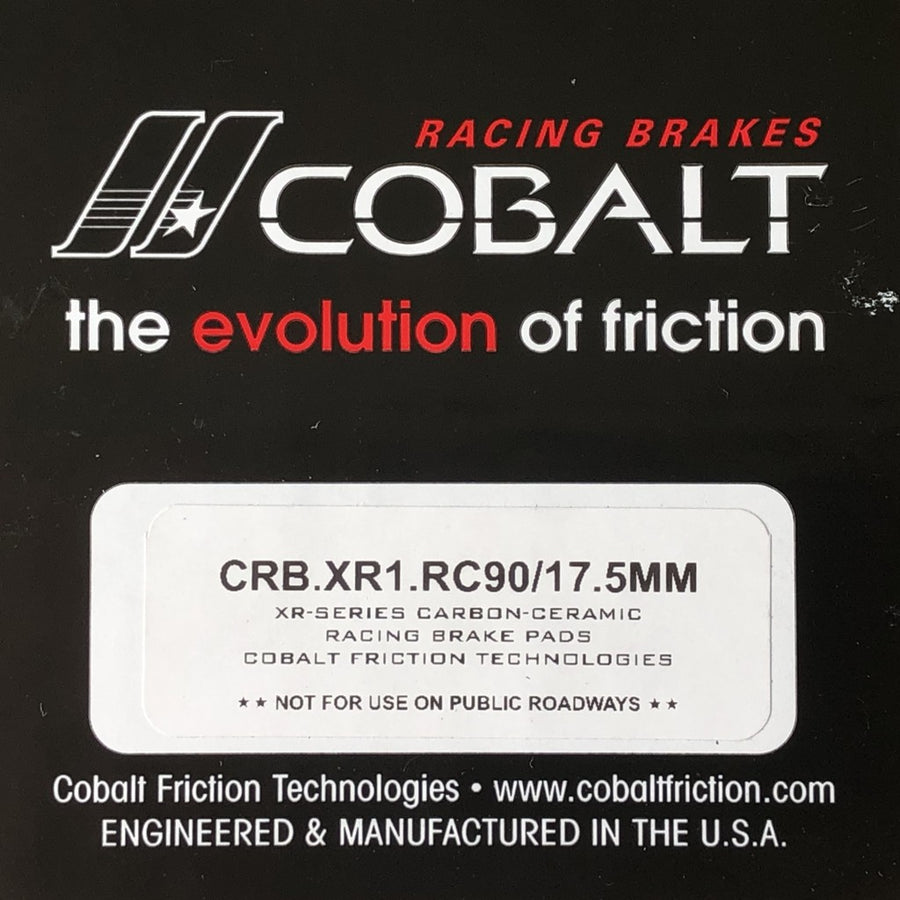 RACING BRAKES
COBALT
the evolution of friction
CRB.XR1.RC90/17.5MM
XR-SERIES CARBON-CERAMIC
RACING BRAKE PADS
COBALT FRICTION TECHNOLOGIES
★★ NOT FOR USE ON PUBLIC ROADWAYS ★★
Cobalt Friction Technologies • www.cobaltfriction.com
ENGINEERED & MANUFACTURED IN THE U.S.A.